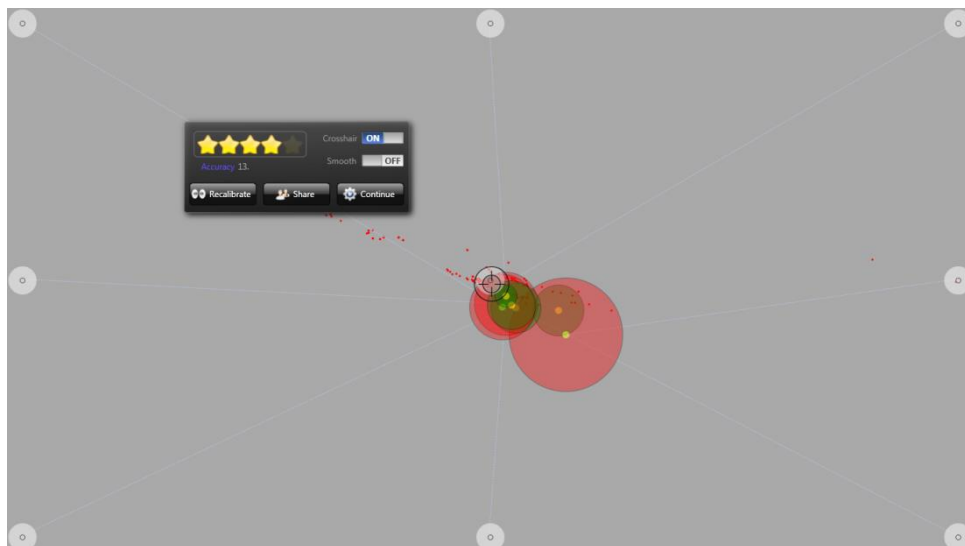 Crosshair ON
Smooth OFF
Accuracy 13.
Recalibrate Share Continue